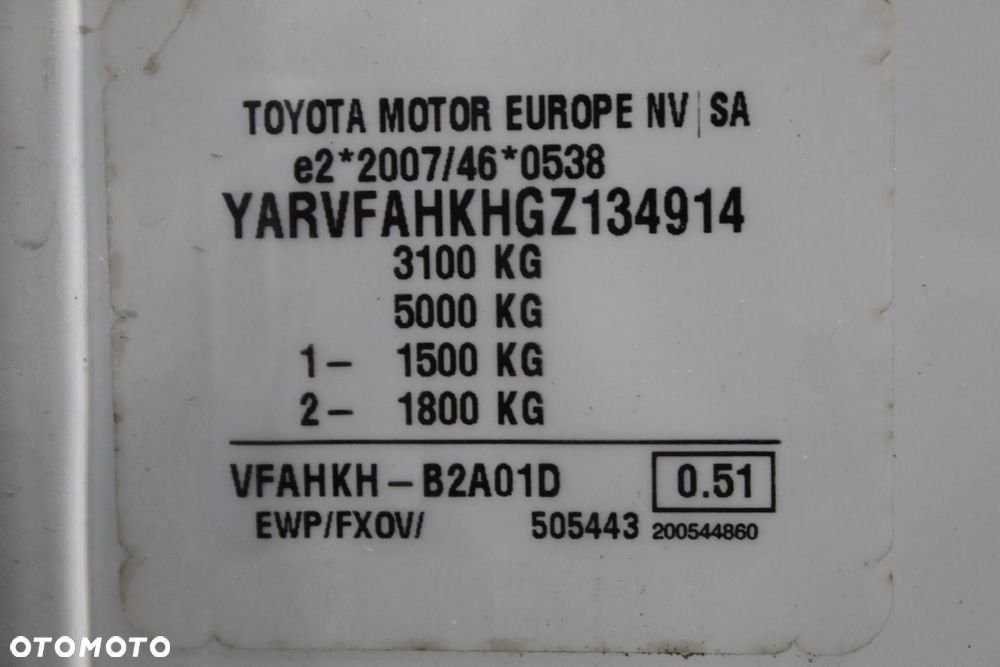 TOYOTA MOTOR EUROPE NV|SA
e2*2007/46*0538
YARVFAHKHGZ134914
3100 KG
5000 KG
1- 1500 KG
2- 1800 KG
VFAHKH-B2A01D 0.51
EWP/FXOV/ 505443 200544860
OTOMOTO